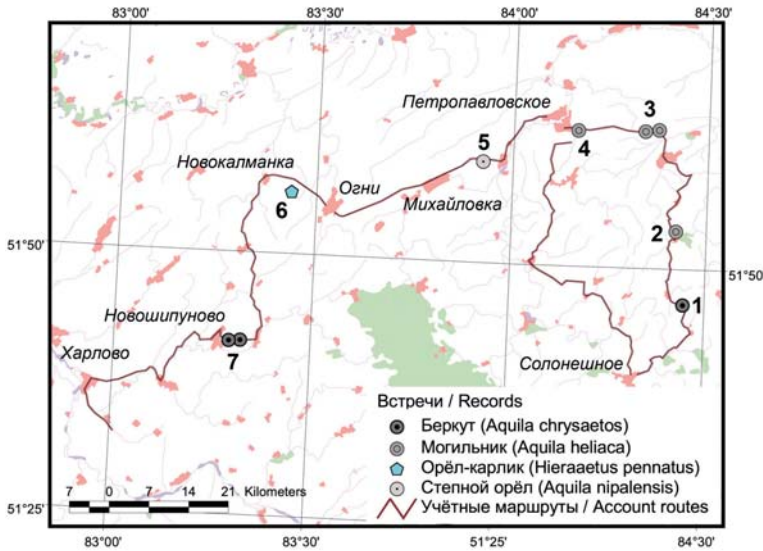 83°00' 83°30' 84°00' 84°30'
Петропавловское
3
4
5
Новокалманка
Огни
Михайловка
6
2
51°50'
51°50'
Новошипуново
1
7
Харлово
Солонешное
Встречи / Records
Беркут (Aquila chrysaetos)
Могильник (Aquila heliaca)
Орёл-карлик (Hieraaetus pennatus)
Степной орёл (Aquila nipalensis)
Учётные маршруты / Account routes
7 0 7 14 21 Kilometers
51°25'
83°00' 83°30' 51°25' 84°30'